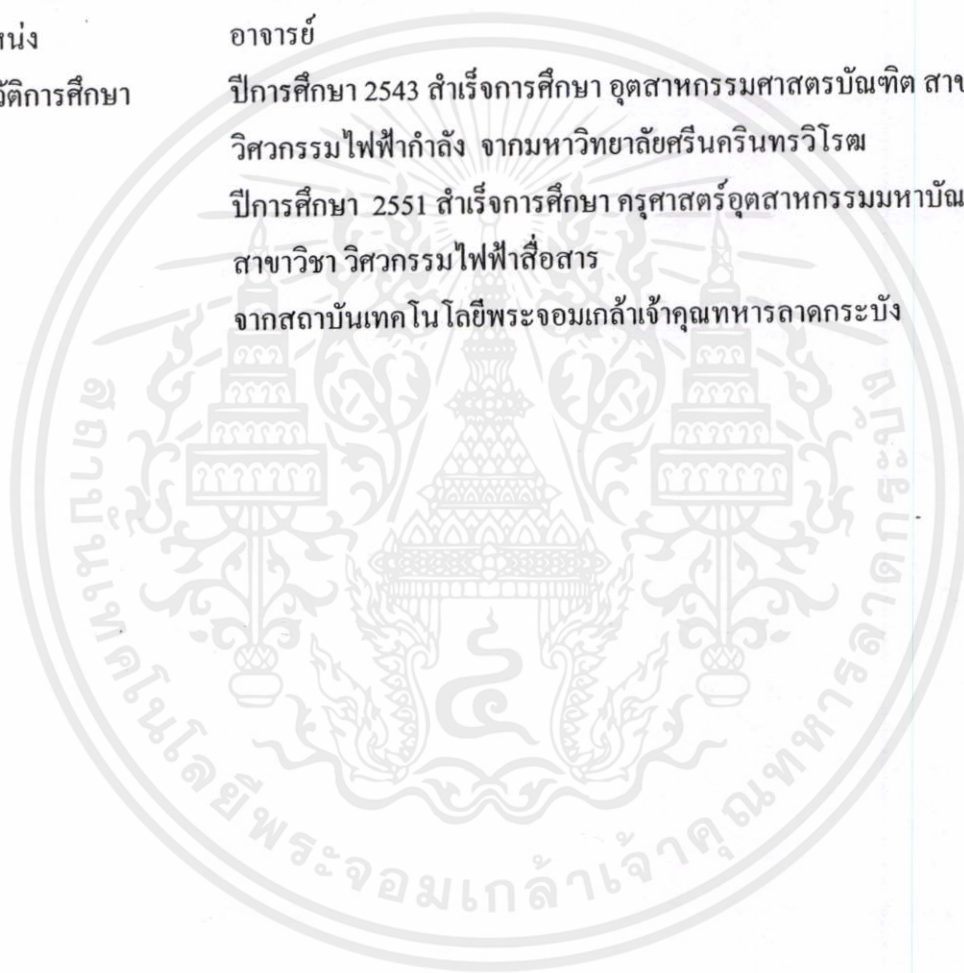 หน่ง อาจารย์
วัติการศึกษา ปีการศึกษา 2543 สำเร็จการศึกษา อุตสาหกรรมศาสตรบัณฑิต สาข
วิศวกรรมไฟฟ้ากำลัง จากมหาวิทยาลัยศรีนครินทรวิโรฒ
ปีการศึกษา 2551 สำเร็จการศึกษา ครุศาสตร์อุตสาหกรรมมหาบัณ
สาขาวิชา วิศวกรรมไฟฟ้าสื่อสาร
จากสถาบันเทคโนโลยีพระจอมเกล้าเจ้าคุณทหารลาดกระบัง
สถาบันเทคโนโลยีพระจอมเกล้าเจ้าคุณทหารลาดกระบัง